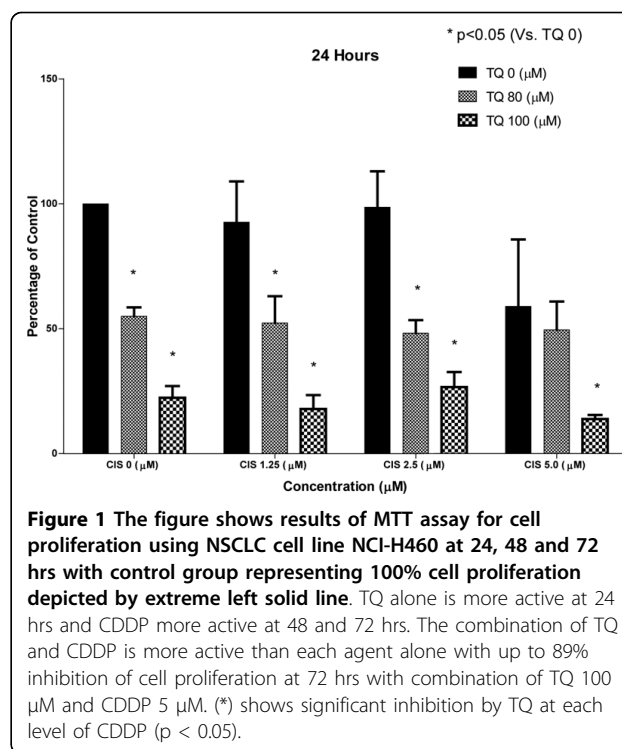 * p<0.05 (Vs. TQ 0)
24 Hours
TQ 0 (μM)
TQ 80 (μM)
TQ 100 (μM)
150
100
50
0
Percentage of Control
*
*
*
*
*
*
*
CIS 0 ( μM)
CIS 1.25 ( μM)
CIS 2.5 ( μM)
CIS 5.0 ( μM)
Concentration (μM)
Figure 1 The figure shows results of MTT assay for cell
proliferation using NSCLC cell line NCI-H460 at 24, 48 and 72
hrs with control group representing 100% cell proliferation
depicted by extreme left solid line. TQ alone is more active at 24
hrs and CDDP more active at 48 and 72 hrs. The combination of TQ
and CDDP is more active than each agent alone with up to 89%
inhibition of cell proliferation at 72 hrs with combination of TQ 100
μM and CDDP 5 μM. (*) shows significant inhibition by TQ at each
level of CDDP (p < 0.05).